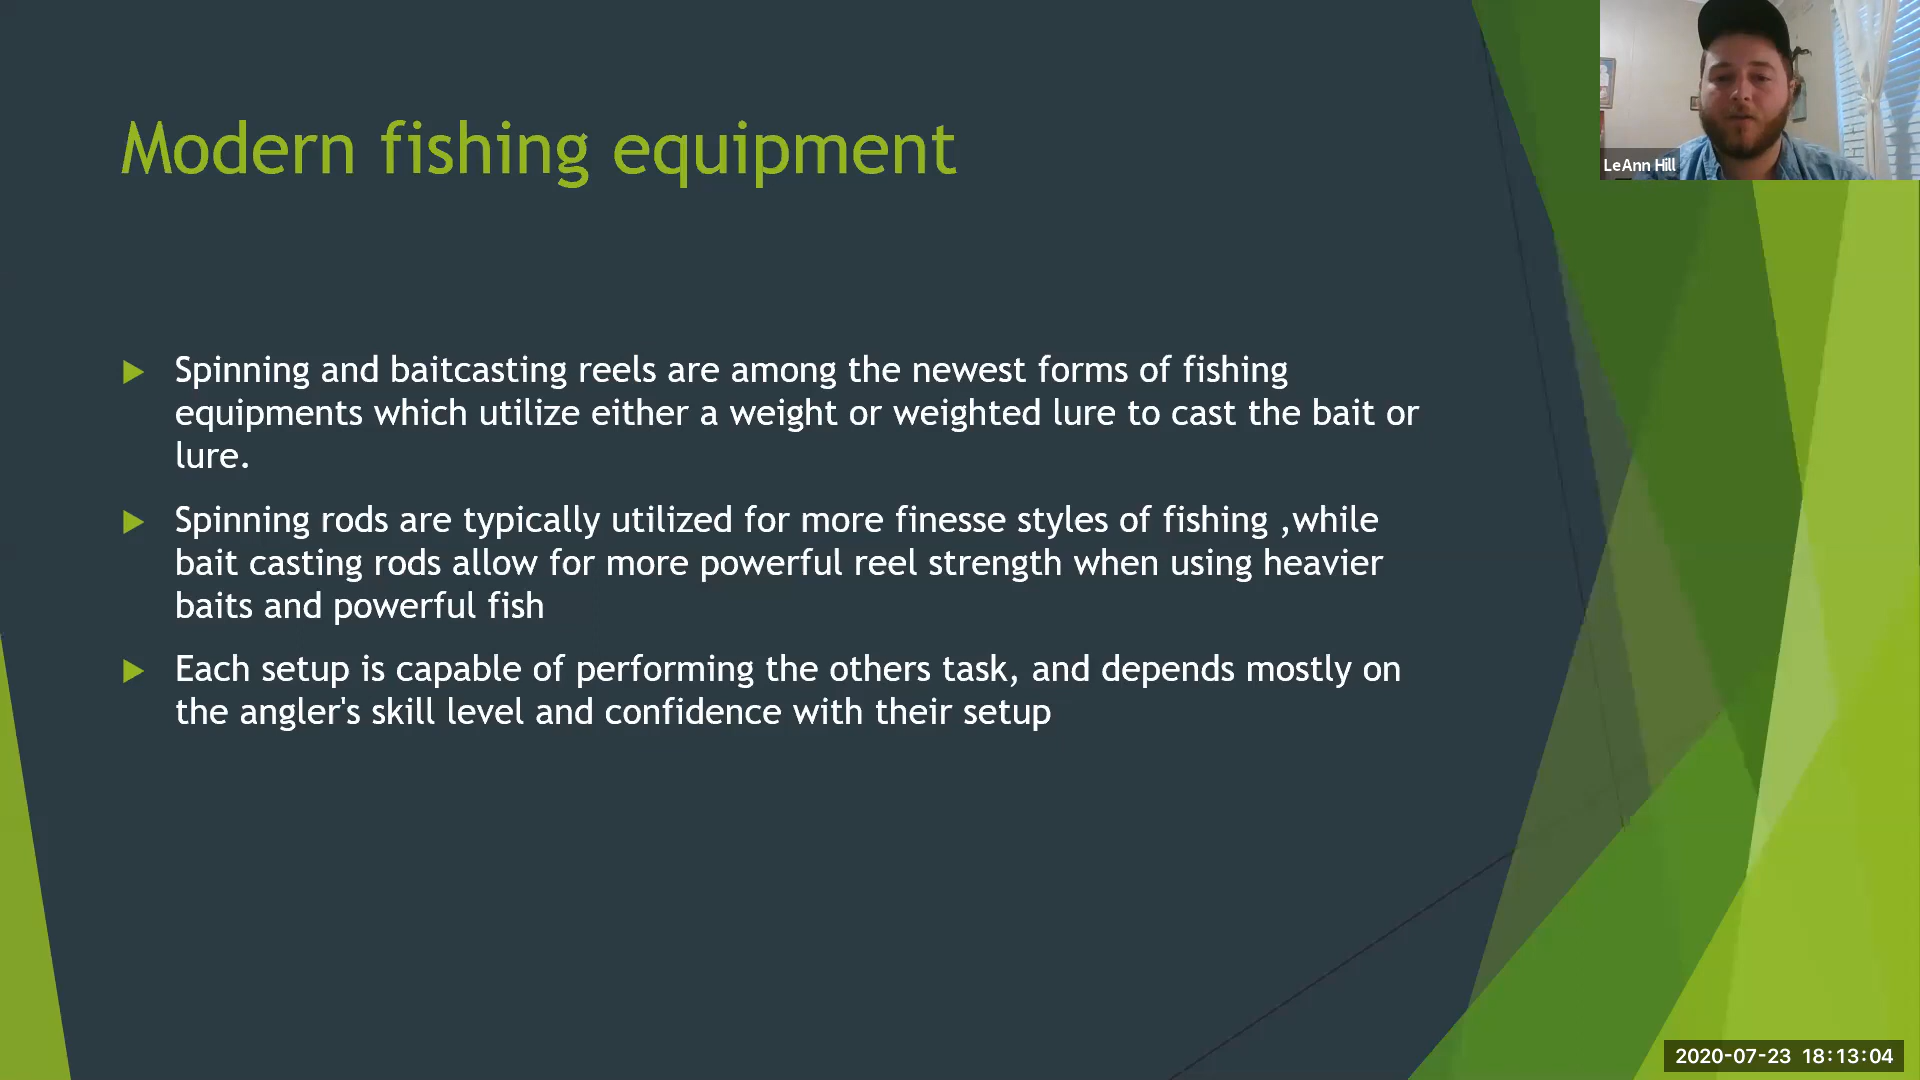 Modern fishing equipment
LeAnn Hill
Spinning and baitcasting reels are among the newest forms of fishing
equipments which utilize either a weight or weighted lure to cast the bait or
lure.
Spinning rods are typically utilized for more finesse styles of fishing ,while
bait casting rods allow for more powerful reel strength when using heavier
baits and powerful fish
Each setup is capable of performing the others task, and depends mostly on
the angler's skill level and confidence with their setup
2020-07-23 18:13:04